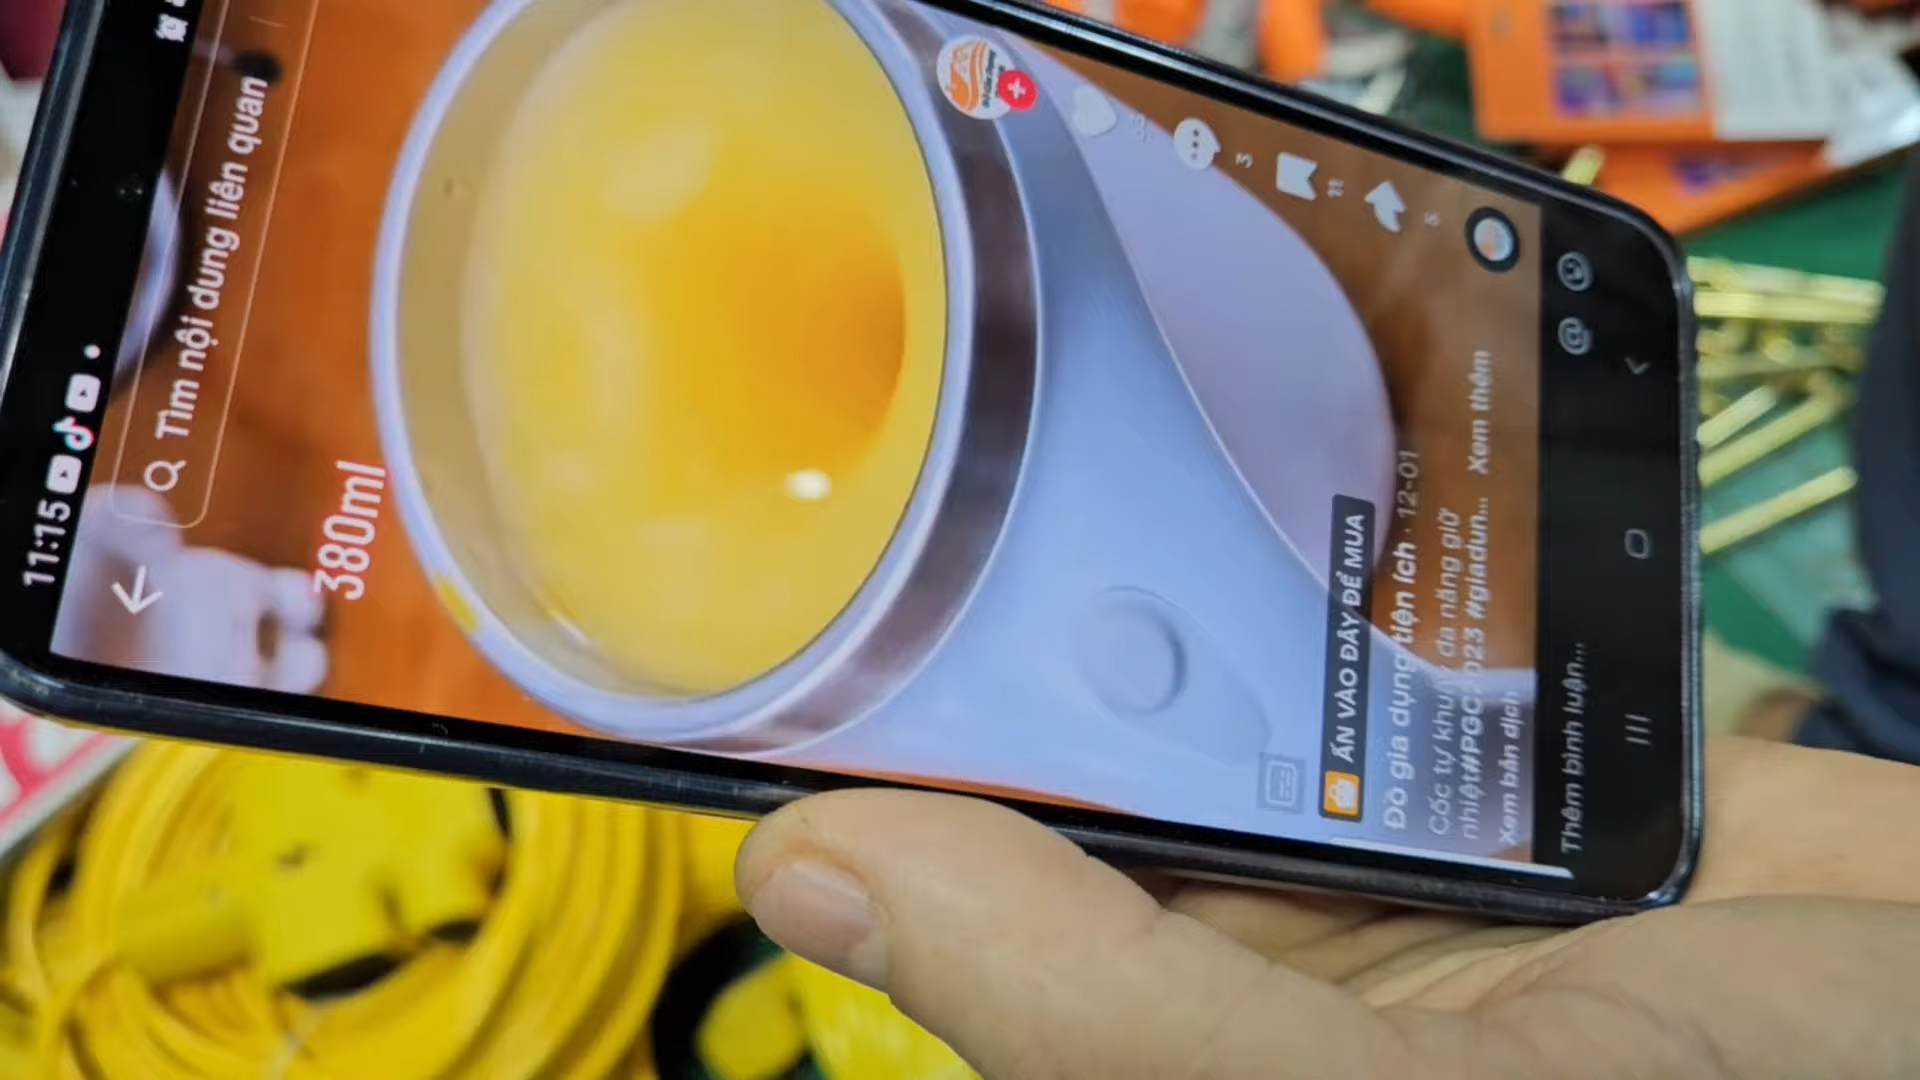 11:15
Tìm nội dung liên quan
380ml
33
3
11
5
ẤN VÀO ĐÂY ĐỂ MUA
Đồ gia dụng tiện ích · 12-01
Cốc tự khuấy đa năng giữ
nhiệt#PGC2023 #giadun... Xem thêm
Xem bản dịch
Thêm bình luận...